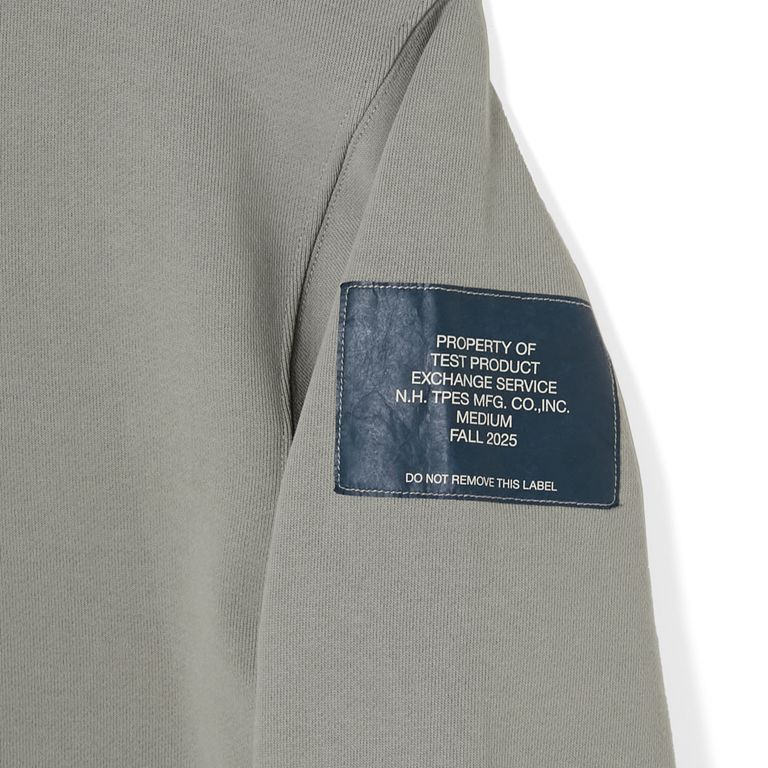 PROPERTY OF
TEST PRODUCT
EXCHANGE SERVICE
N.H. TPES MFG. CO.,INC.
MEDIUM
FALL 2025
DO NOT REMOVE THIS LABEL